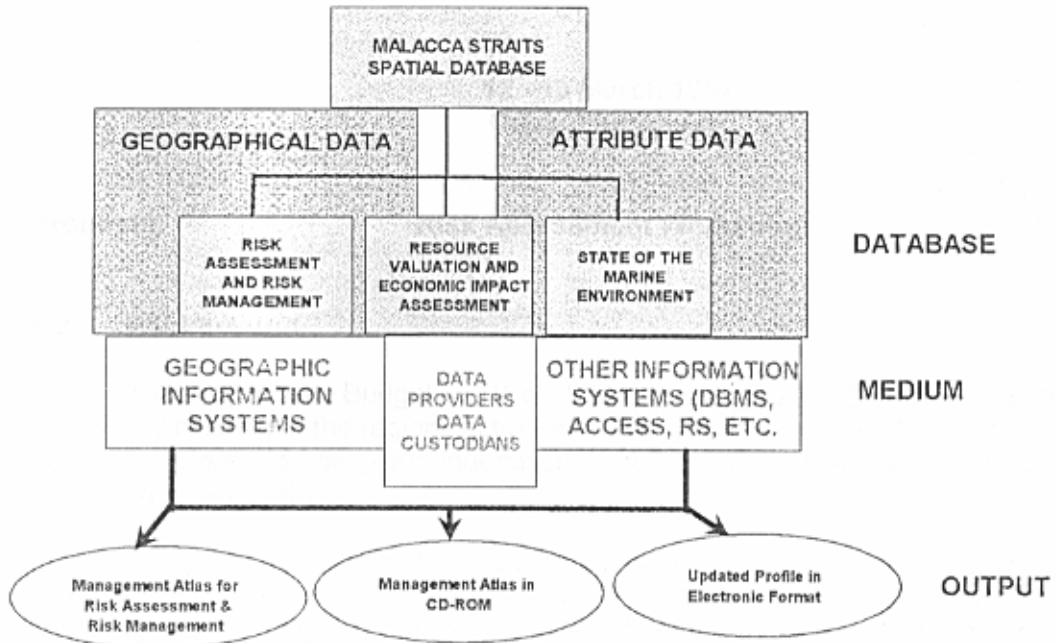 MALACCA STRAITS
SPATIAL DATABASE
GEOGRAPHICAL DATA
ATTRIBUTE DATA
RISK
ASSESSMENT
AND RISK
MANAGEMENT
RESOURCE
VALUATION AND
ECONOMIC IMPACT
ASSESSMENT
STATE OF THE
MARINE
ENVIRONMENT
DATABASE
GEOGRAPHIC
INFORMATION
SYSTEMS
DATA
PROVIDERS
DATA
CUSTODIANS
OTHER INFORMATION
SYSTEMS (DBMS,
ACCESS, RS, ETC.
MEDIUM
Management Atlas for
Risk Assessment &
Risk Management
Management Atlas in
CD-ROM
Updated Profile in
Electronic Format
OUTPUT